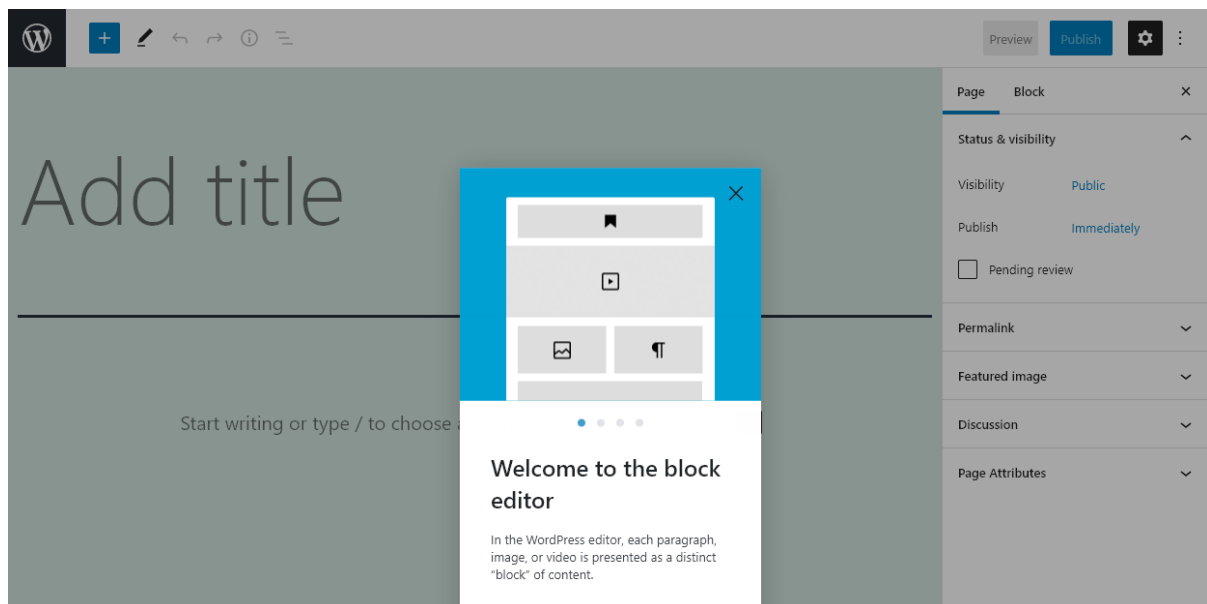 Preview Publish
Page Block
Status & visibility
Add title
Visibility Public
Publish Immediately
Pending review
Permalink
Featured image
Start writing or type / to choose
Discussion
Welcome to the block
editor
Page Attributes
In the WordPress editor, each paragraph,
image, or video is presented as a distinct
"block" of content.